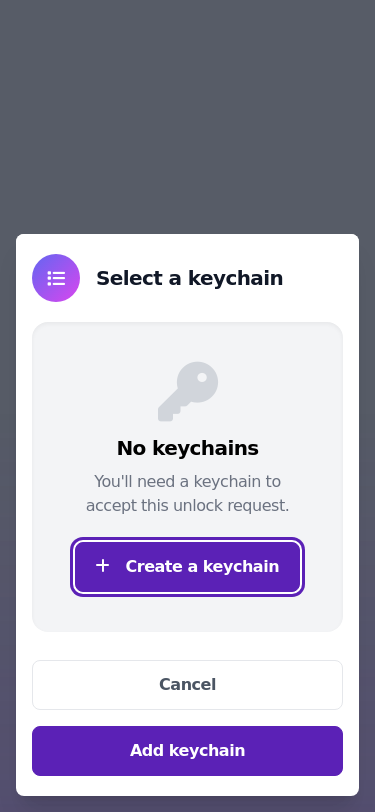 Select a keychain
No keychains
You'll need a keychain to
accept this unlock request.
Create a keychain
Cancel
Add keychain